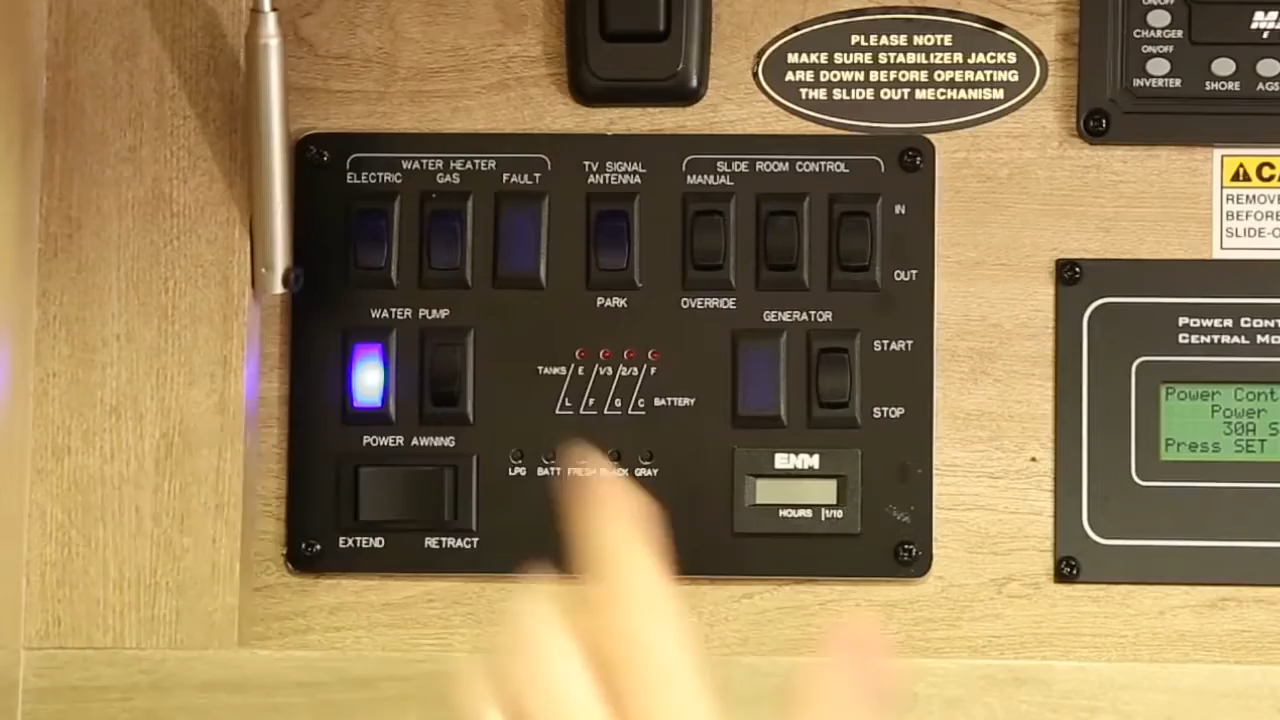 PLEASE NOTE
MAKE SURE STABILIZER JACKS
ARE DOWN BEFORE OPERATING
THE SLIDE OUT MECHANISM
ON/OFF
CHARGER
ON/OFF
INVERTER
SHORE
AGS
WATER HEATER
ELECTRIC
GAS
FAULT
TV SIGNAL
ANTENNA
PARK
SLIDE ROOM CONTROL
MANUAL
OVERRIDE
IN
OUT
WATER PUMP
GENERATOR
START
STOP
TANKS E 1/3 2/3 F
L F G C BATTERY
LPG BATT FRESH BLACK GRAY
POWER AWNING
EXTEND
RETRACT
ENM
HOURS 1/10
REMOVE
BEFORE
SLIDE-O
POWER CONT
CENTRAL MO
Power Cont
Power
30A S
Press SET